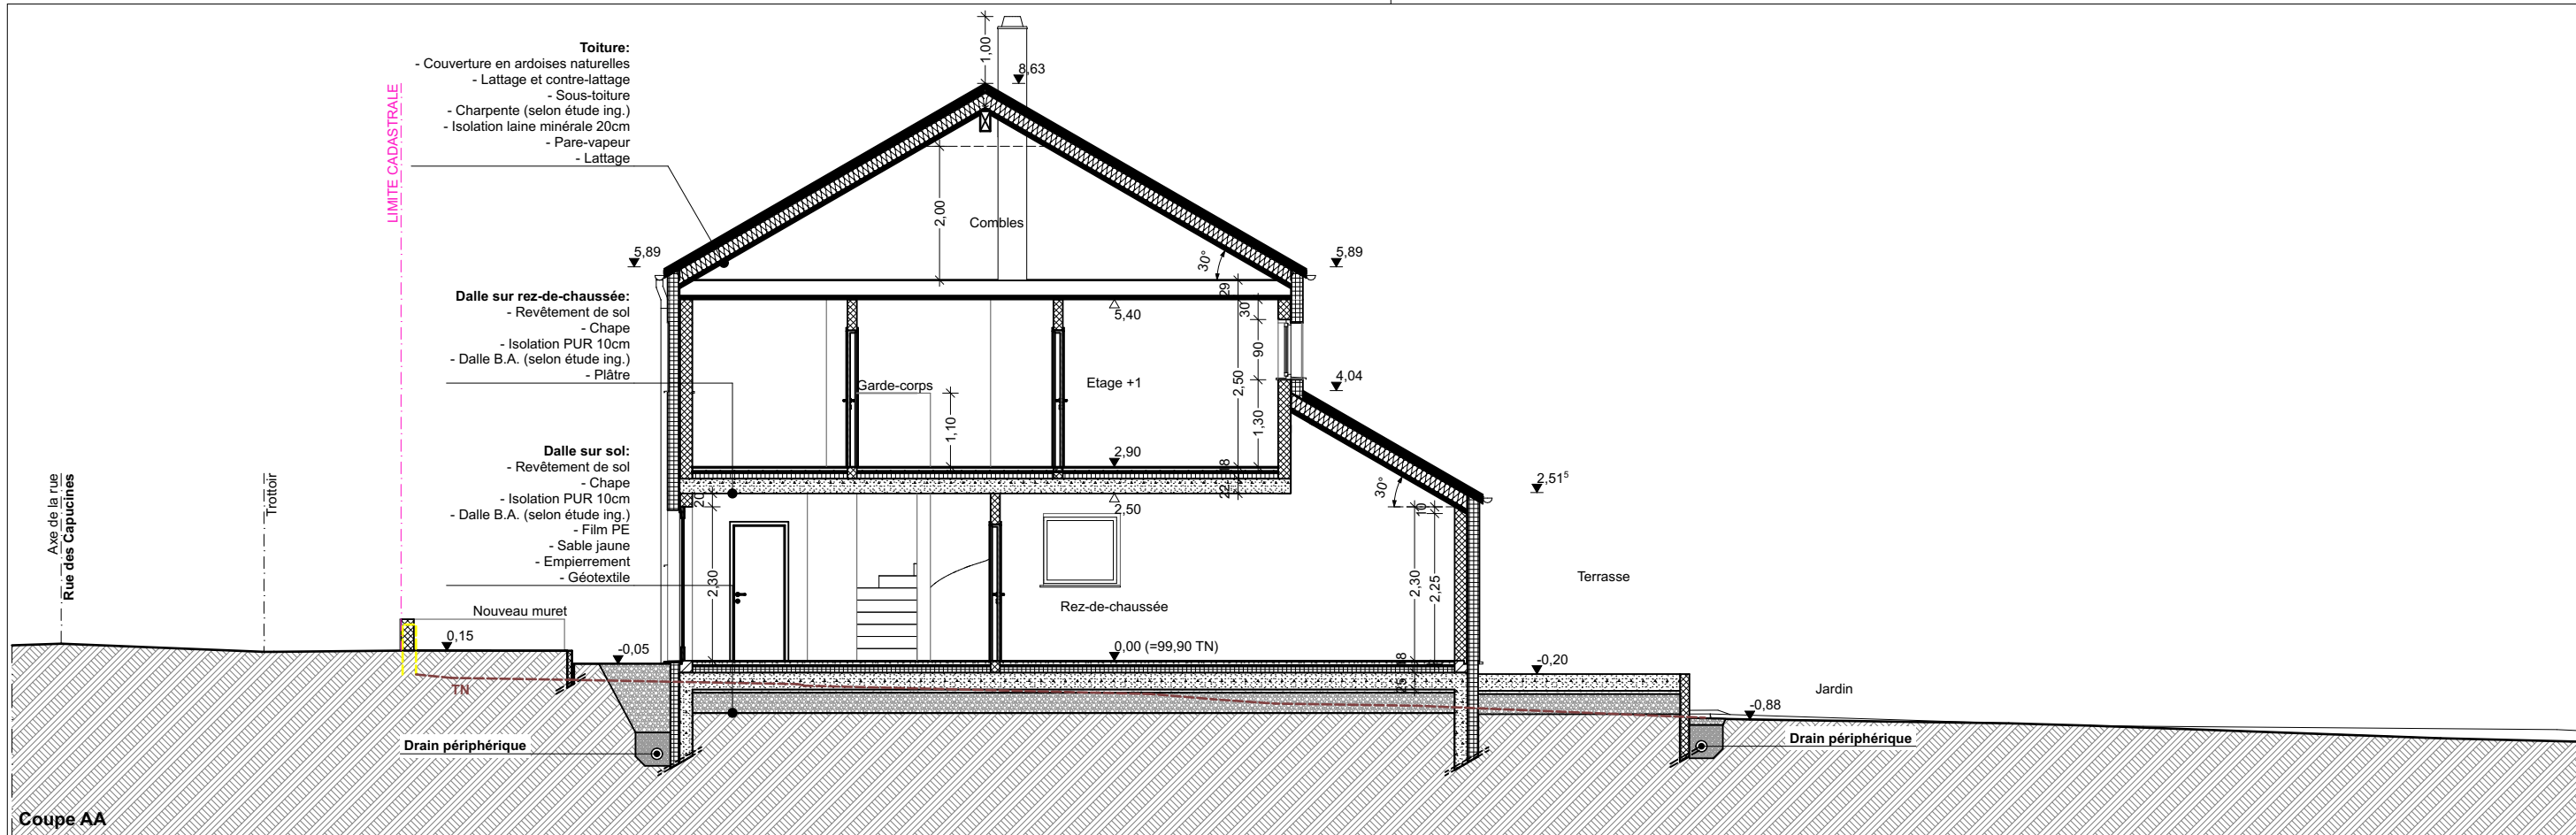 Toiture:
- Couverture en ardoises naturelles
- Lattage et contre-lattage
- Sous-toiture
- Charpente (selon étude ing.)
- Isolation laine minérale 20cm
- Pare-vapeur
- Lattage
LIMITE CADASTRALE
1,00
8,63
2,00
Combles
30°
5,89
5,89
Dalle sur rez-de-chaussée:
- Revêtement de sol
- Chape
- Isolation PUR 10cm
- Dalle B.A. (selon étude ing.)
- Plâtre
29
30
5,40
90
2,50
1,30
Garde-corps
Etage +1
1,10
4,04
2,90
18
22
Dalle sur sol:
- Revêtement de sol
- Chape
- Isolation PUR 10cm
- Dalle B.A. (selon étude ing.)
- Film PE
- Sable jaune
- Empierrement
- Géotextile
Axe de la rue
Rue des Capucines
Trottoir
20
2,50
30°
10
2,51⁵
2,30
2,30
2,25
Terrasse
Rez-de-chaussée
Nouveau muret
0,15
-0,05
0,00 (=99,90 TN)
18
25
-0,20
TN
Jardin
-0,88
Drain périphérique
Drain périphérique
Coupe AA